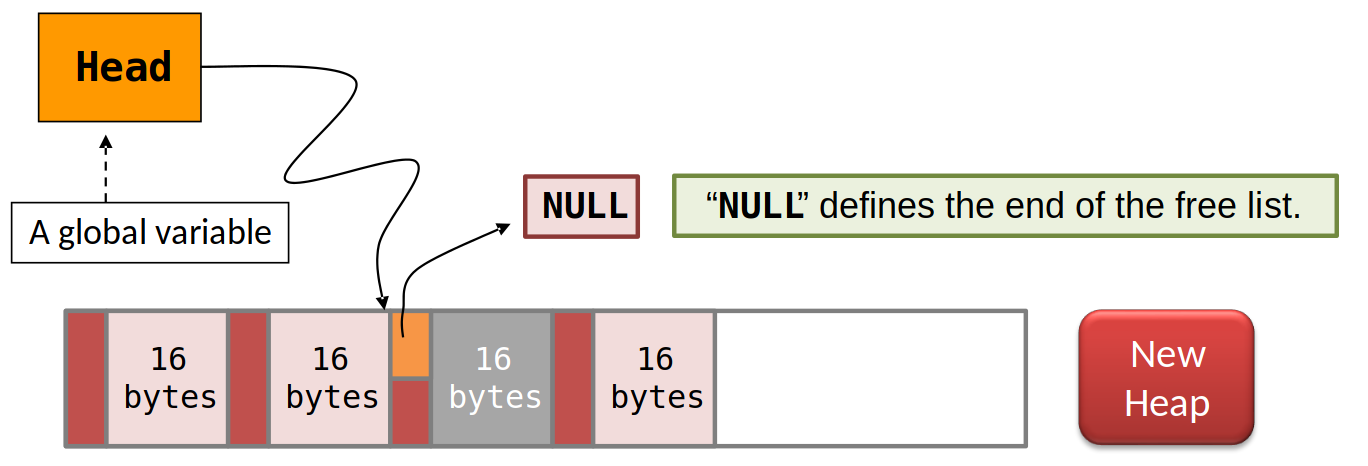 Head
A global variable
NULL
“NULL” defines the end of the free list.
16
bytes
16
bytes
16
bytes
16
bytes
New
Heap